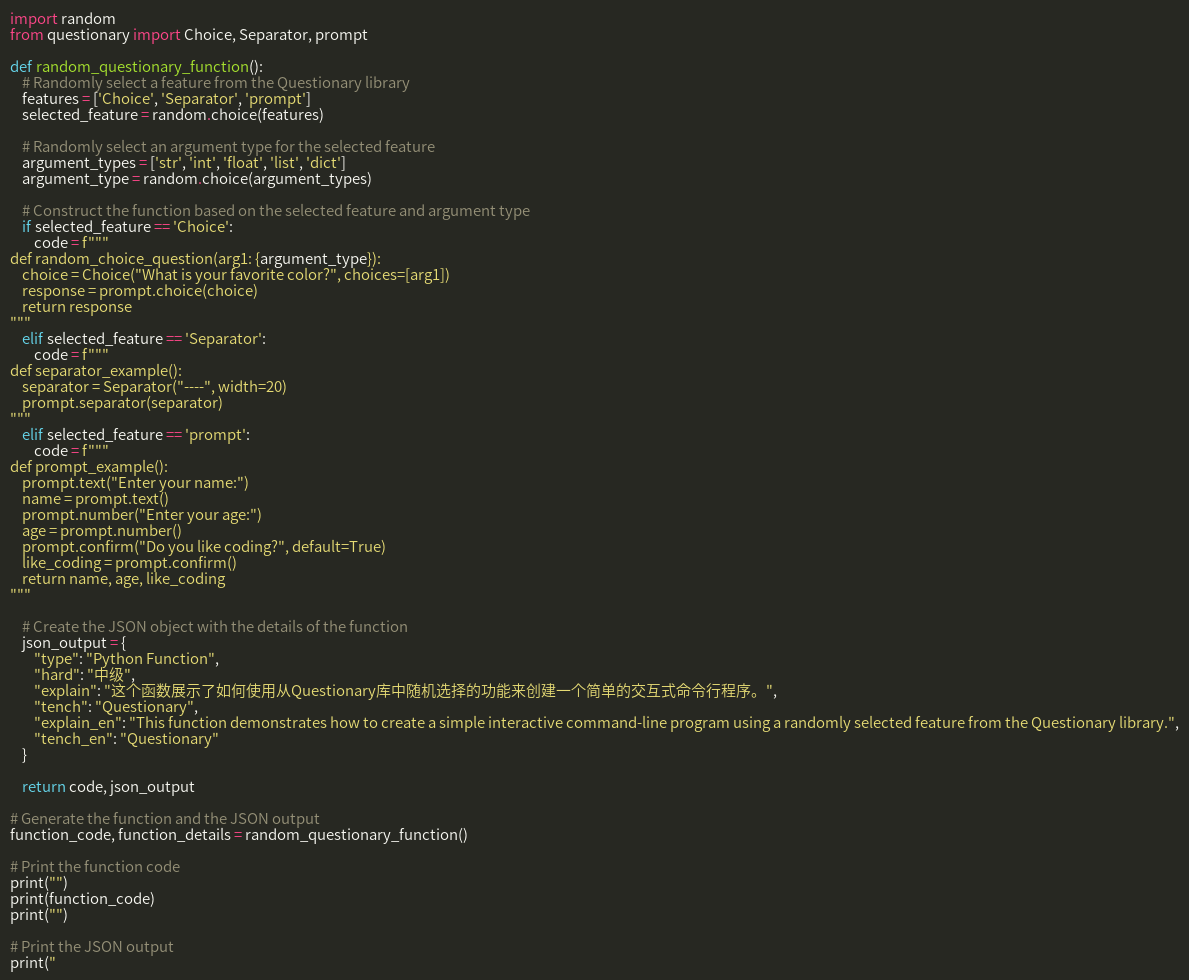 import random
from questionary import Choice, Separator, prompt

def random_questionary_function():
    # Randomly select a feature from the Questionary library
    features = ['Choice', 'Separator', 'prompt']
    selected_feature = random.choice(features)

    # Randomly select an argument type for the selected feature
    argument_types = ['str', 'int', 'float', 'list', 'dict']
    argument_type = random.choice(argument_types)

    # Construct the function based on the selected feature and argument type
    if selected_feature == 'Choice':
        code = f"""
def random_choice_question(arg1: {argument_type}):
    choice = Choice("What is your favorite color?", choices=[arg1])
    response = prompt.choice(choice)
    return response
"""
    elif selected_feature == 'Separator':
        code = f"""
def separator_example():
    separator = Separator("----", width=20)
    prompt.separator(separator)
"""
    elif selected_feature == 'prompt':
        code = f"""
def prompt_example():
    prompt.text("Enter your name:")
    name = prompt.text()
    prompt.number("Enter your age:")
    age = prompt.number()
    prompt.confirm("Do you like coding?", default=True)
    like_coding = prompt.confirm()
    return name, age, like_coding
"""

    # Create the JSON object with the details of the function
    json_output = {
        "type": "Python Function",
        "hard": "中级",
        "explain": "这个函数展示了如何使用从Questionary库中随机选择的功能来创建一个简单的交互式命令行程序。",
        "tench": "Questionary",
        "explain_en": "This function demonstrates how to create a simple interactive command-line program using a randomly selected feature from the Questionary library.",
        "tench_en": "Questionary"
    }

    return code, json_output

# Generate the function and the JSON output
function_code, function_details = random_questionary_function()

# Print the function code
print("")
print(function_code)
print("")

# Print the JSON output
print("